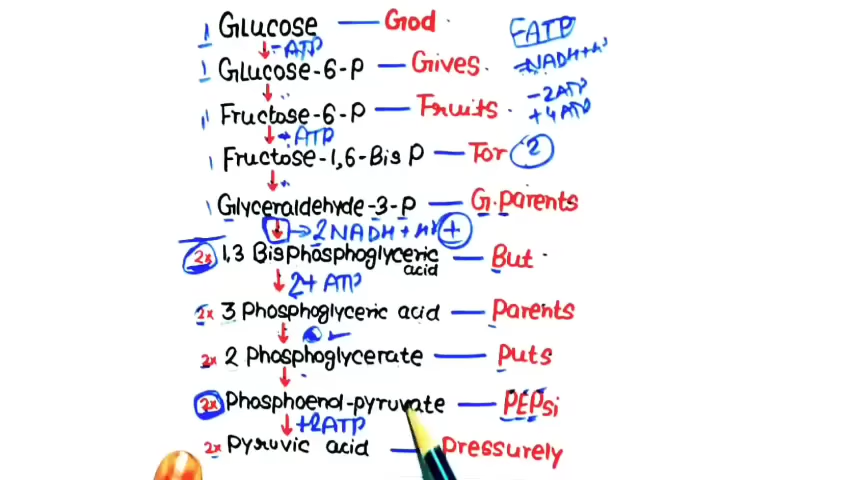 1 Glucose — God
- ATP
1 Glucose-6-P — Gives
1 Fructose-6-P — Fruits
- ATP
1 Fructose-1,6-Bis P — For
1 Glyceraldehyde-3-P — G. parents
→ 2NADH+H+ +
2x 1,3 Bisphosphoglyceric acid — But
2+ ATP
2x 3 Phosphoglyceric acid — Parents
2x 2 Phosphoglycerate — Puts
2x Phosphoenol-pyruvate — PEPsi
+2ATP
2x Pyruvic acid — Pressurely
NADH+H+
-2ATP
+4ATP
2